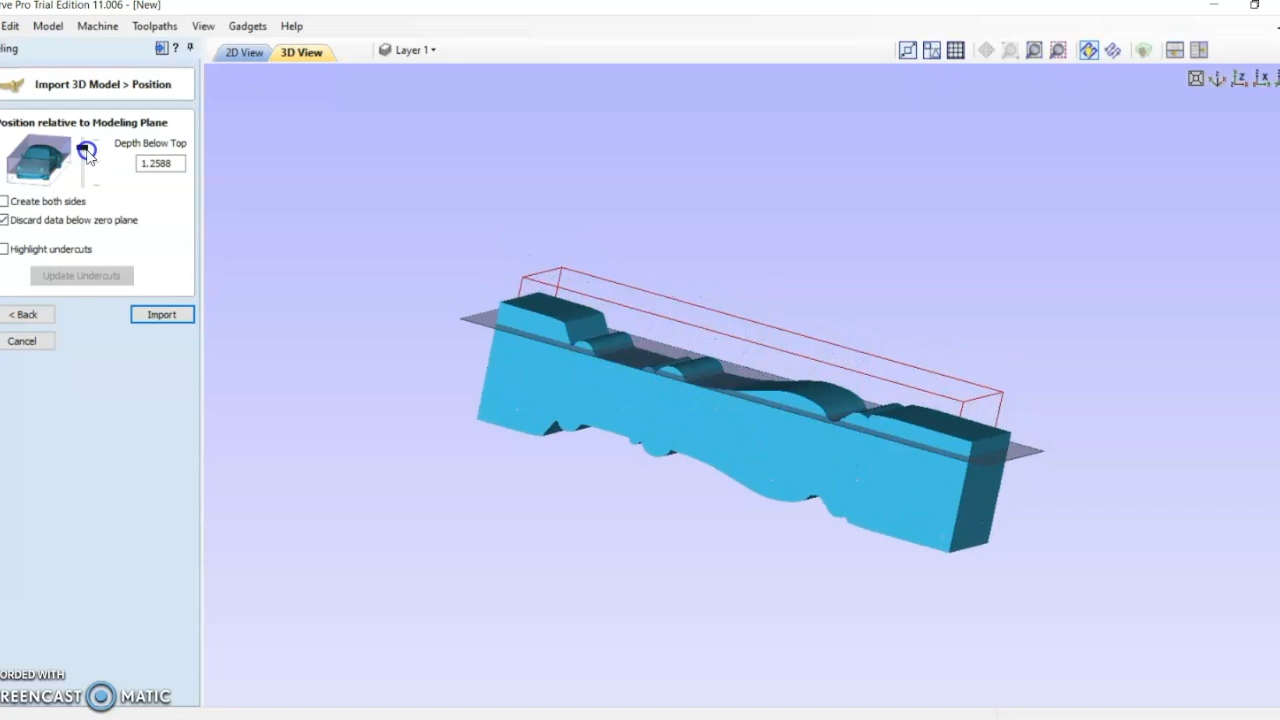 rve Pro Trial Edition 11.006 - [New]
Edit Model Machine Toolpaths View Gadgets Help
ling ?
2D View 3D View Layer 1
Import 3D Model > Position
Position relative to Modeling Plane
Depth Below Top
1.2588
Create both sides
Discard data below zero plane
Highlight undercuts
Update Undercuts
< Back Import
Cancel
ORDED WITH
REENCAST MATIC